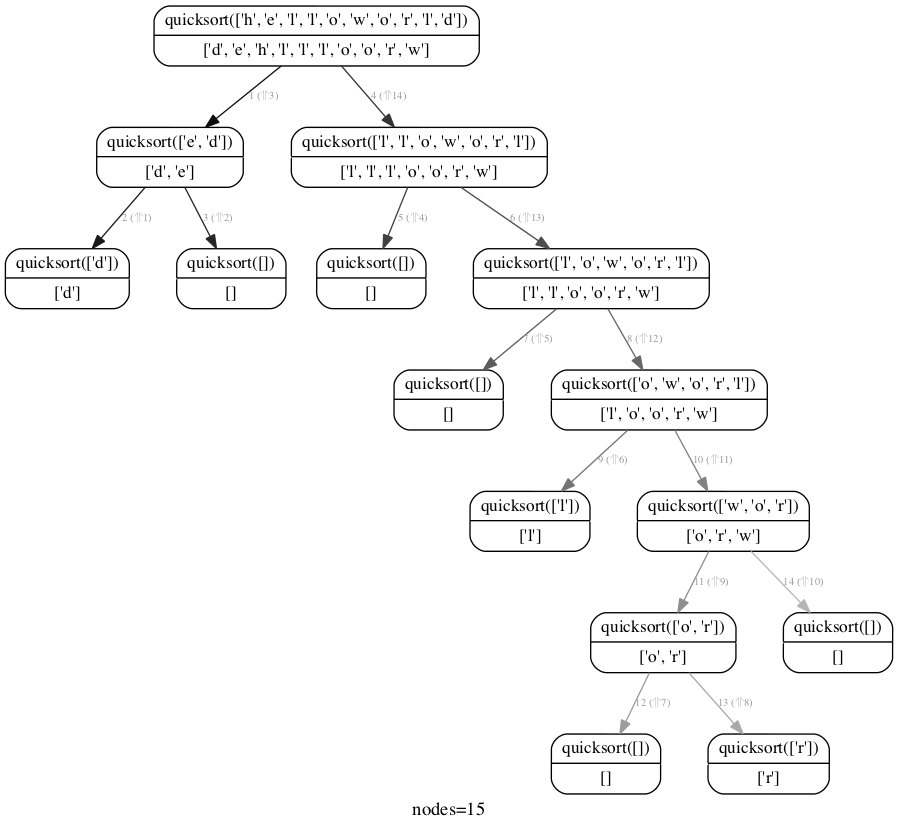 quicksort(['h', 'e', 'l', 'l', 'o', 'w', 'o', 'r', 'l', 'd'])
['d', 'e', 'h', 'l', 'l', 'l', 'o', 'o', 'r', 'w']
1 (⇑3)
4 (⇑14)
quicksort(['e', 'd'])
['d', 'e']
quicksort(['l', 'l', 'o', 'w', 'o', 'r', 'l'])
['l', 'l', 'l', 'o', 'o', 'r', 'w']
2 (⇑1)
3 (⇑2)
5 (⇑4)
6 (⇑13)
quicksort(['d'])
['d']
quicksort([])
[]
quicksort([])
[]
quicksort(['l', 'o', 'w', 'o', 'r', 'l'])
['l', 'l', 'o', 'o', 'r', 'w']
7 (⇑5)
8 (⇑12)
quicksort([])
[]
quicksort(['o', 'w', 'o', 'r', 'l'])
['l', 'o', 'o', 'r', 'w']
9 (⇑6)
10 (⇑11)
quicksort(['l'])
['l']
quicksort(['w', 'o', 'r'])
['o', 'r', 'w']
11 (⇑9)
14 (⇑10)
quicksort(['o', 'r'])
['o', 'r']
quicksort([])
[]
12 (⇑7)
13 (⇑8)
quicksort([])
[]
quicksort(['r'])
['r']
nodes=15